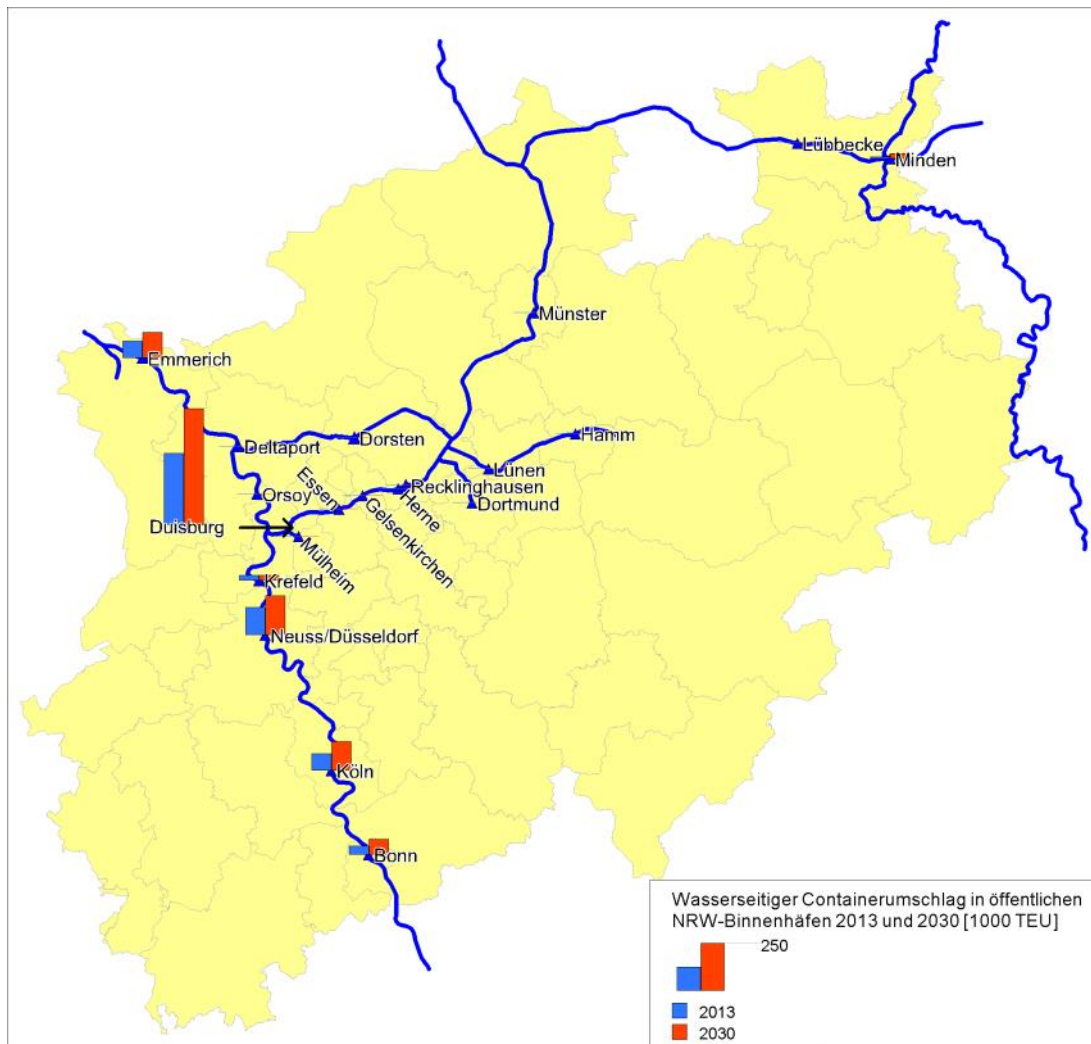 Lübbecke
Minden
Münster
Emmerich
Deltaport
Dorsten
Hamm
Lünen
Essen
Recklinghausen
Orsoy
Herne
Dortmund
Gelsenkirchen
Duisburg
Mülheim
Krefeld
Neuss/Düsseldorf
Köln
Bonn
Wasserseitiger Containerumschlag in öffentlichen
NRW-Binnenhäfen 2013 und 2030 [1000 TEU]
250
2013
2030